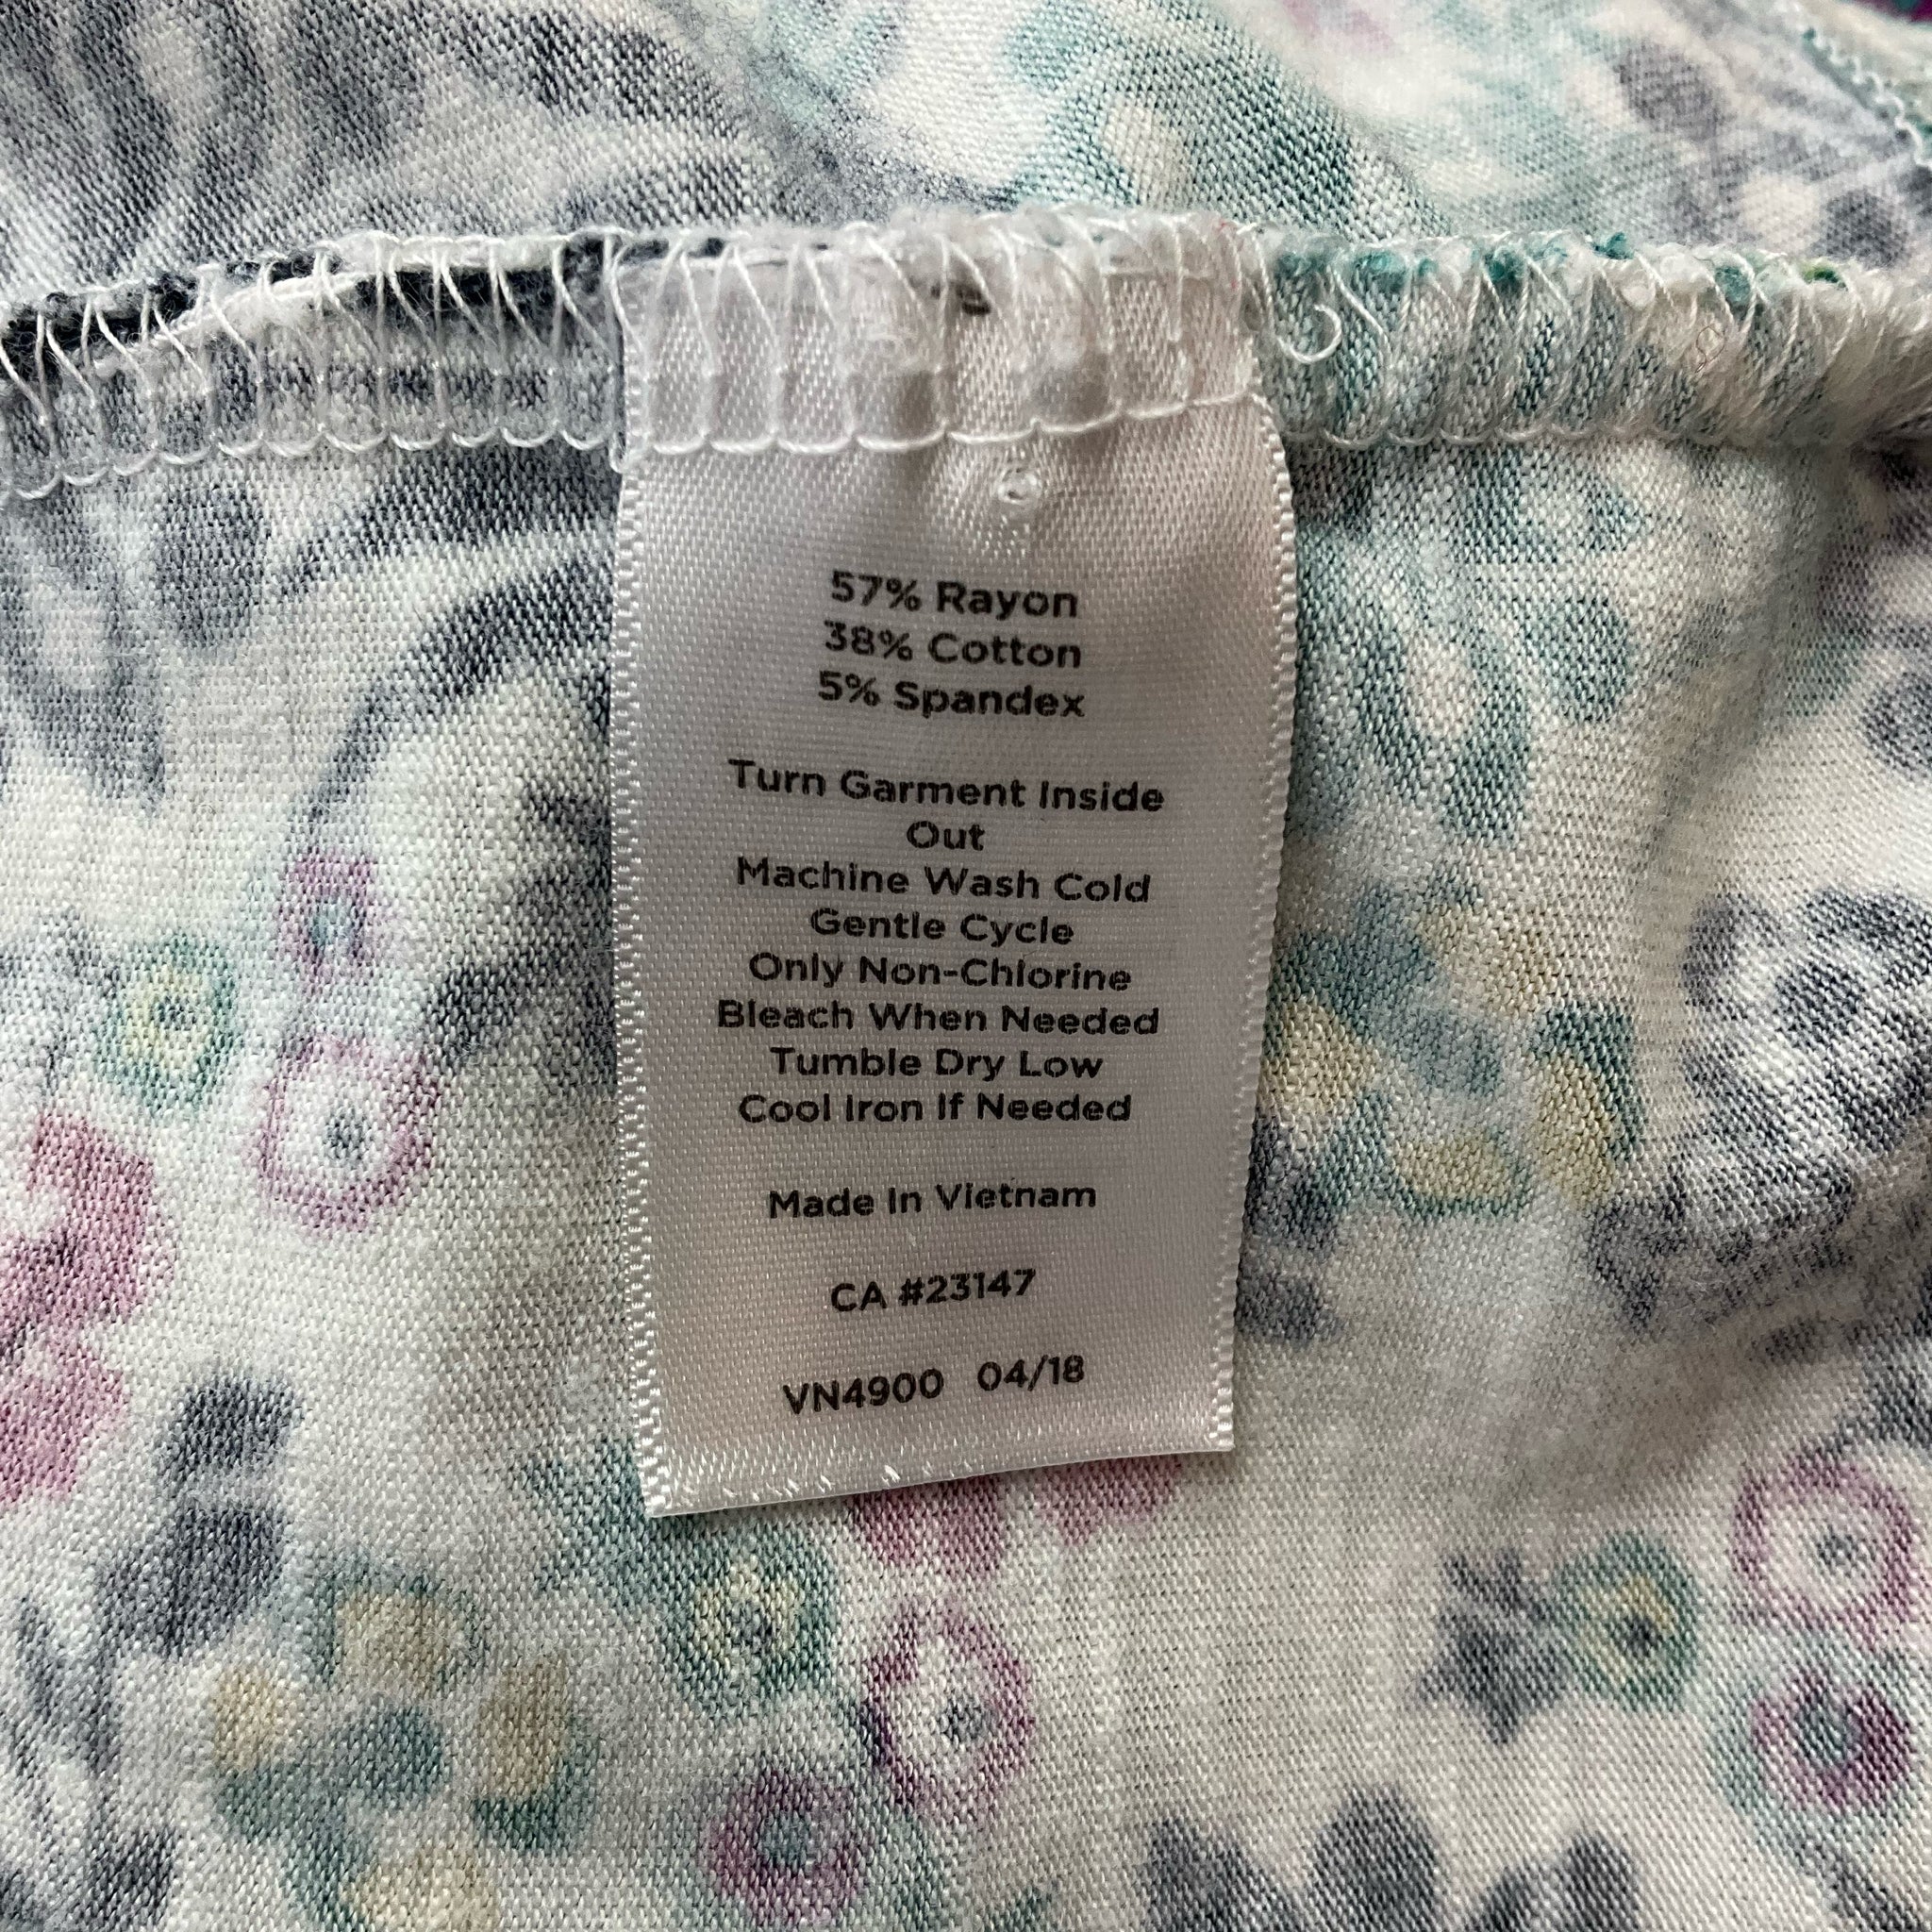 57% Rayon
38% Cotton
5% Spandex
Turn Garment Inside
Out
Machine Wash Cold
Gentle Cycle
Only Non-Chlorine
Bleach When Needed
Tumble Dry Low
Cool Iron If Needed
Made In Vietnam
CA #23147
VN4900 04/18